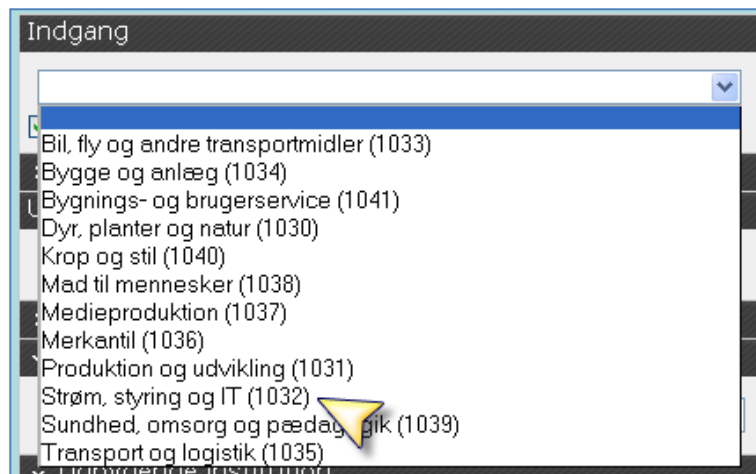 Indgang
Bil, fly og andre transportmidler (1033)
Bygge og anlæg (1034)
Bygnings- og brugerservice (1041)
Dyr, planter og natur (1030)
Krop og stil (1040)
Mad til mennesker (1038)
Medieproduktion (1037)
Merkantil (1036)
Produktion og udvikling (1031)
Strøm, styring og IT (1032)
Sundhed, omsorg og pædagogik (1039)
Transport og logistik (1035)